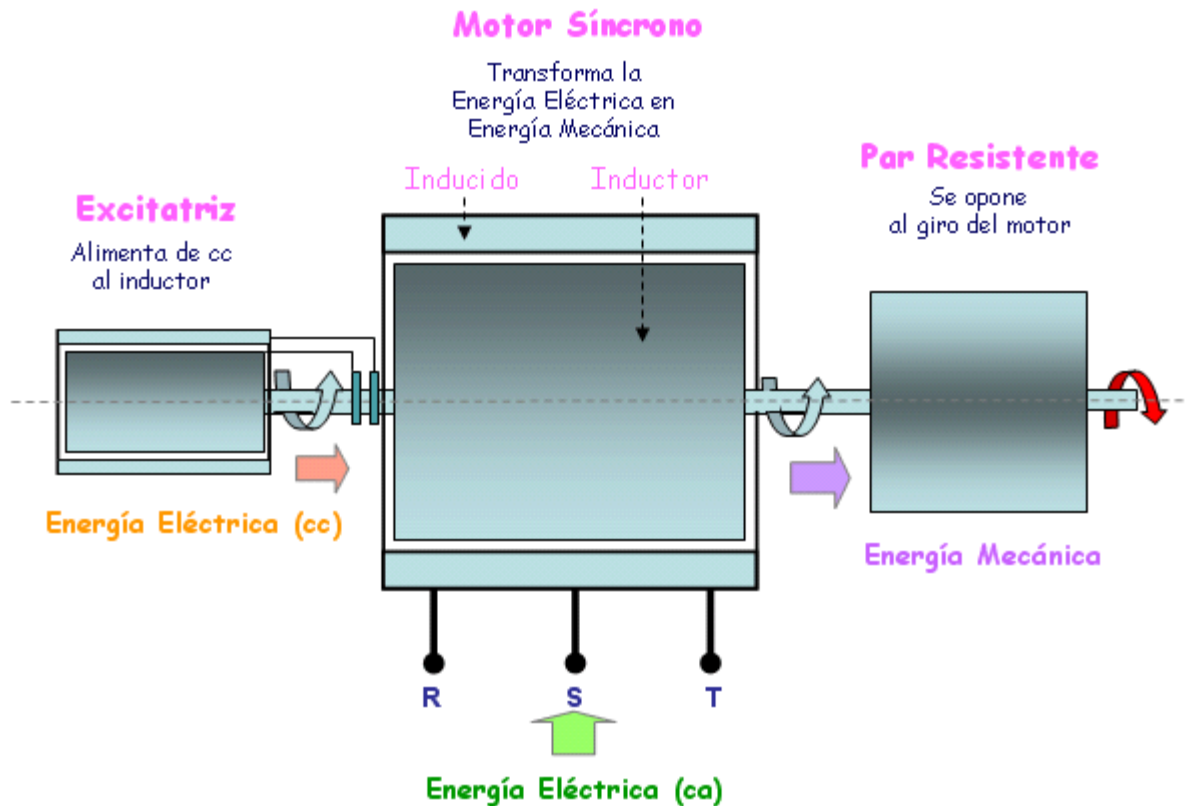 Motor Síncrono
Transforma la
Energía Eléctrica en
Energía Mecánica
Inducido
Inductor
Par Resistente
Se opone
al giro del motor
Excitatriz
Alimenta de cc
al inductor
Energía Eléctrica (cc)
Energía Mecánica
R
S
T
Energía Eléctrica (ca)